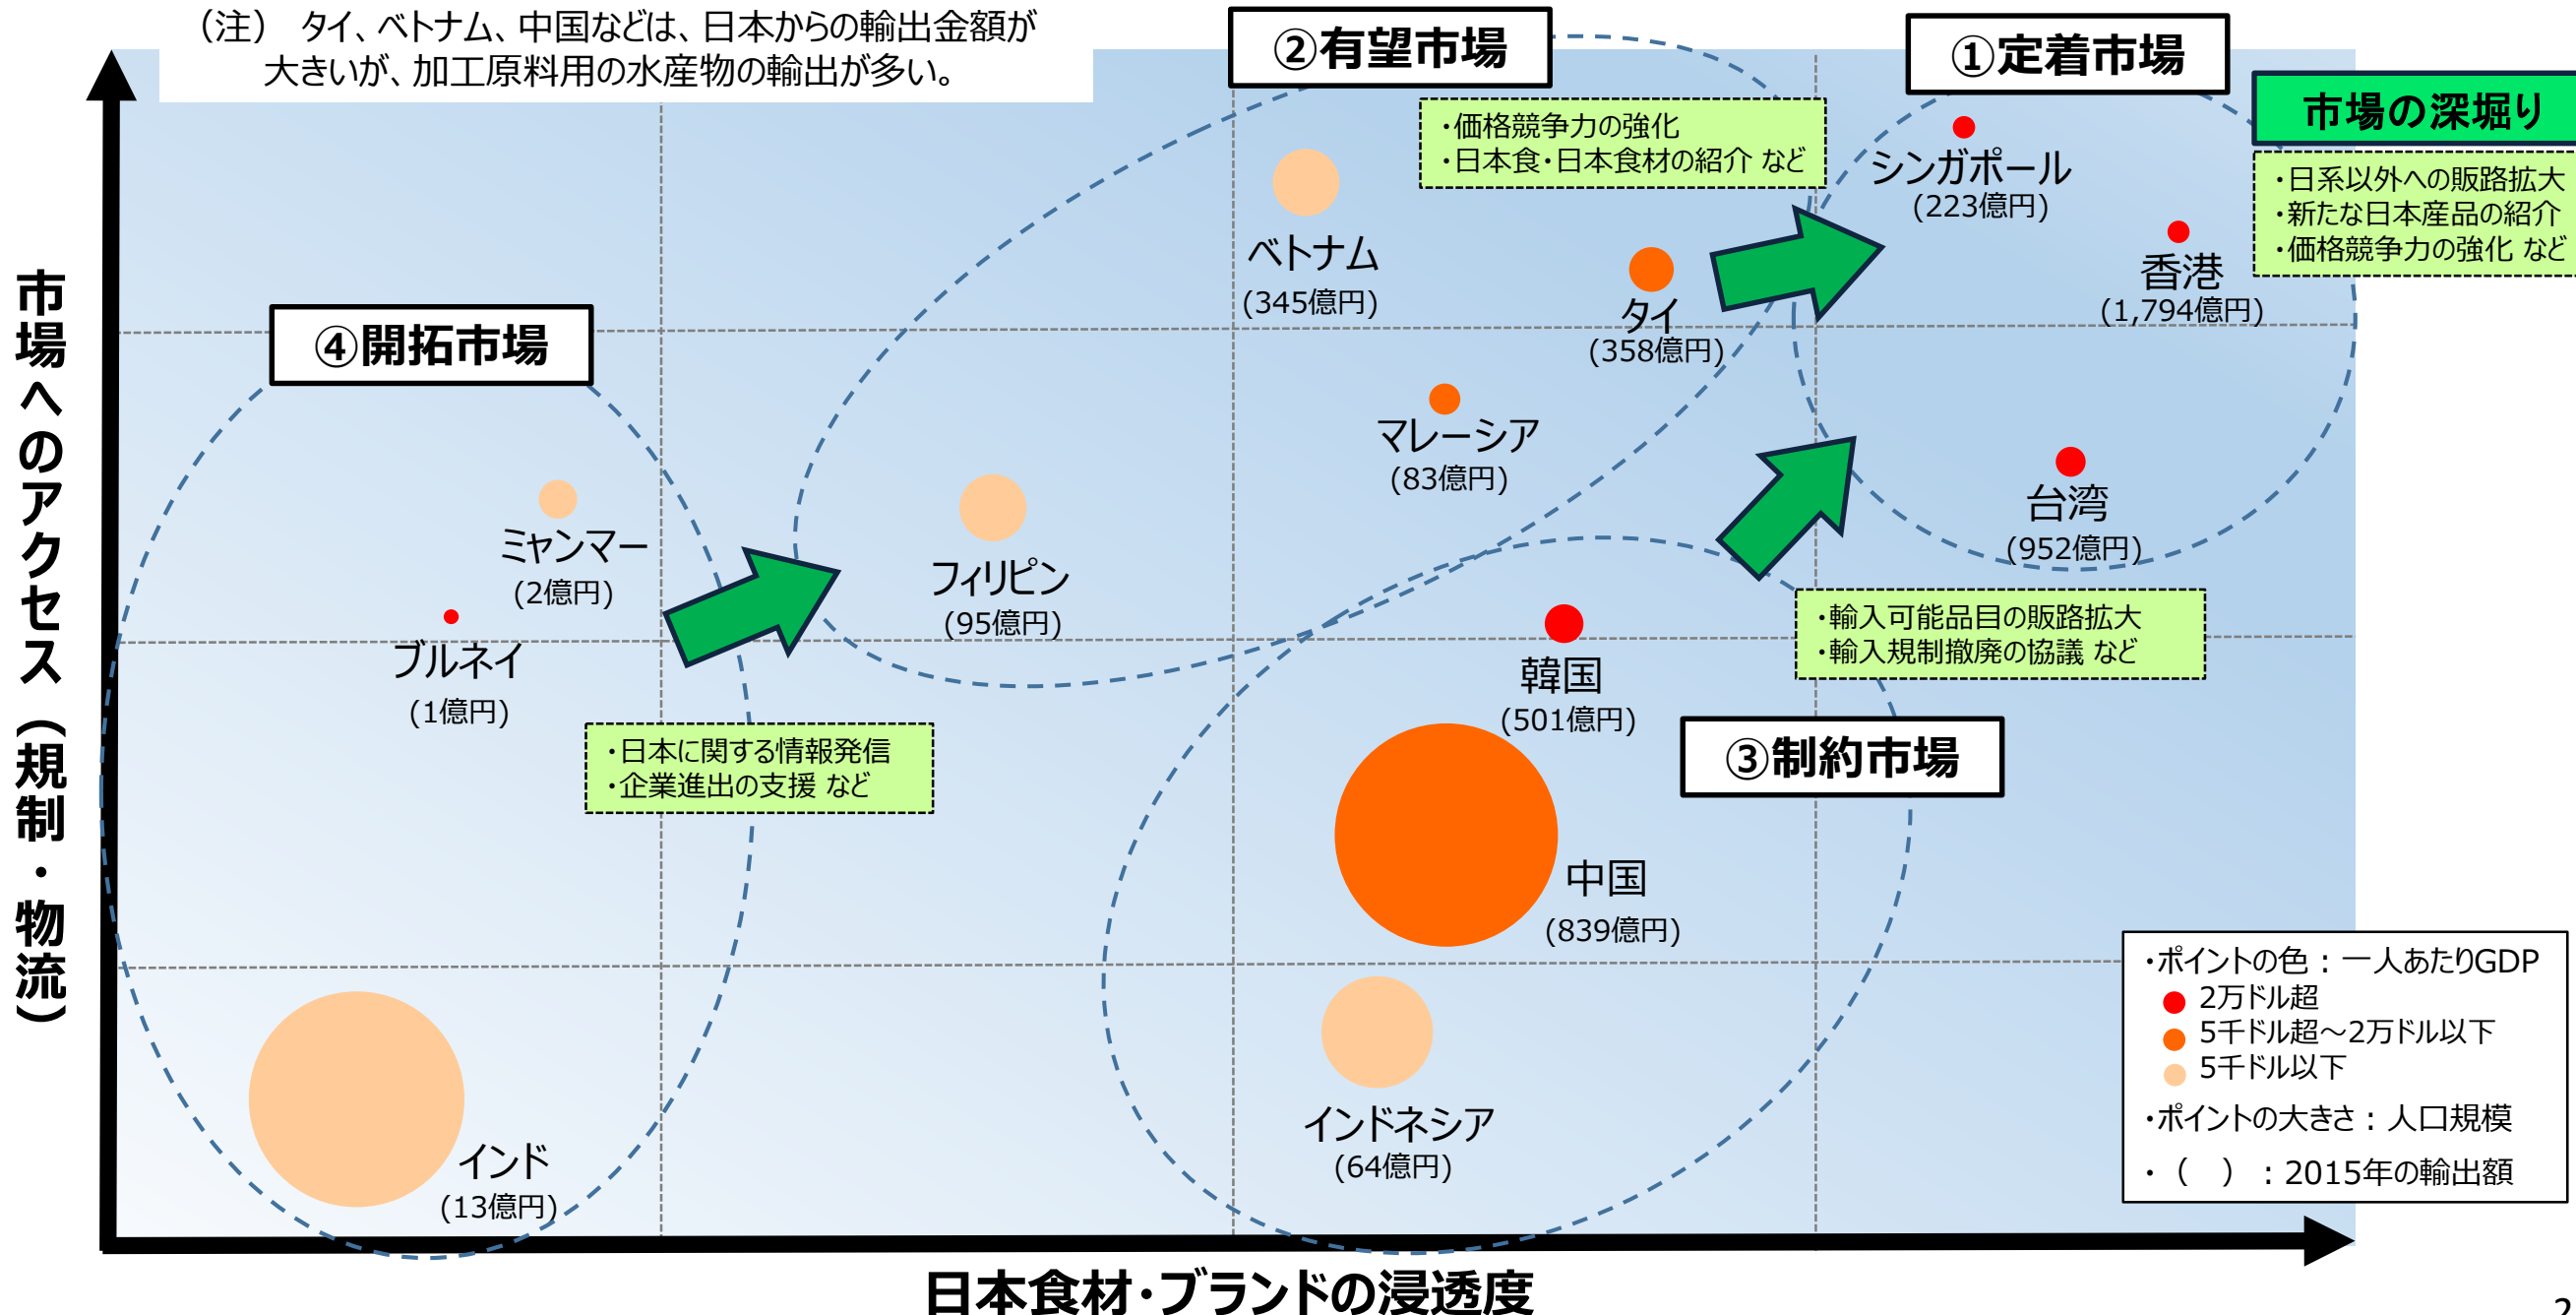 （注）　タイ、ベトナム、中国などは、日本からの輸出金額が
大きいが、加工原料用の水産物の輸出が多い。
②有望市場
①定着市場
市場の深掘り
・価格競争力の強化
・日本食・日本食材の紹介 など
・日系以外への販路拡大
・新たな日本産品の紹介
・価格競争力の強化 など
シンガポール
(223億円)
香港
(1,794億円)
ベトナム
(345億円)
タイ
(358億円)
④開拓市場
マレーシア
(83億円)
台湾
(952億円)
ミャンマー
(2億円)
フィリピン
(95億円)
ブルネイ
(1億円)
・輸入可能品目の販路拡大
・輸入規制撤廃の協議 など
韓国
(501億円)
③制約市場
・日本に関する情報発信
・企業進出の支援 など
中国
(839億円)
インドネシア
(64億円)
インド
(13億円)
・ポイントの色：一人あたりGDP
2万ドル超
5千ドル超～2万ドル以下
5千ドル以下
・ポイントの大きさ：人口規模
・（　）：2015年の輸出額
市場へのアクセス（規制・物流）
日本食材・ブランドの浸透度
2